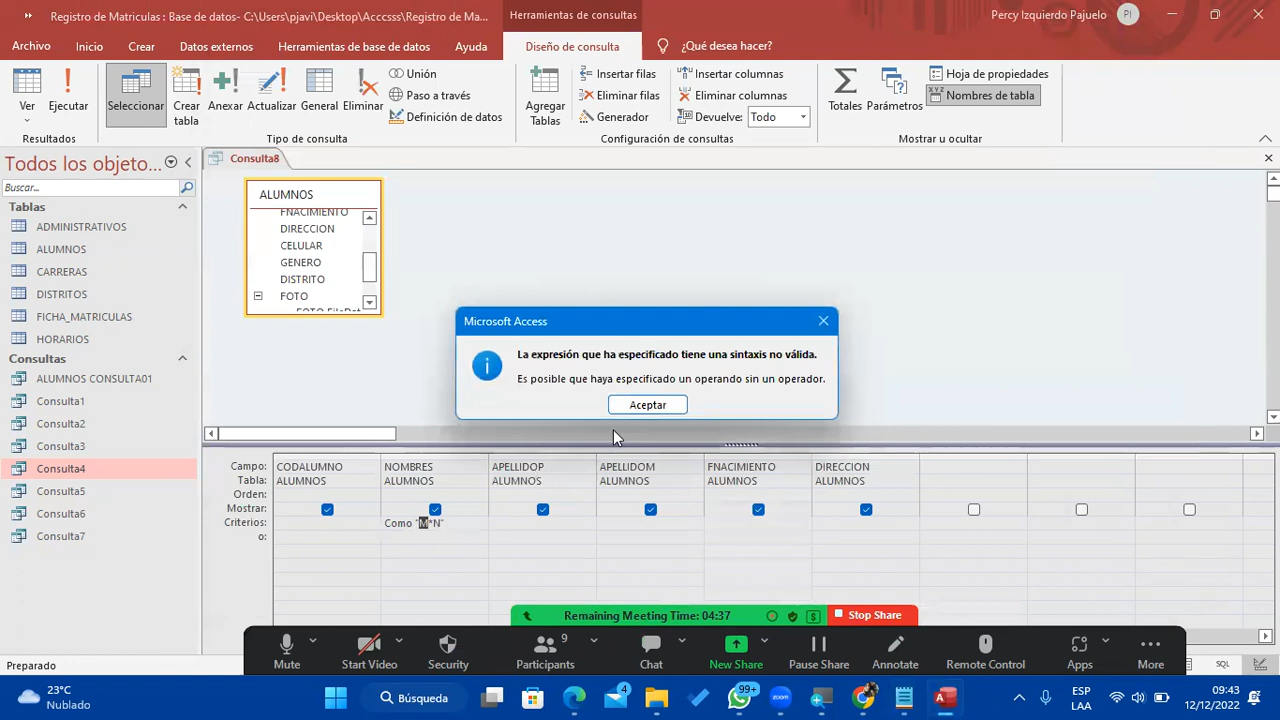 Registro de Matriculas : Base de datos- C:\Users\pjavi\Desktop\Acccsss\Registro de Ma...
Herramientas de consultas
Percy Izquierdo Pajuelo
PI
Archivo
Inicio
Crear
Datos externos
Herramientas de base de datos
Ayuda
Diseño de consulta
¿Qué desea hacer?
Ver
Ejecutar
Resultados
Seleccionar
Crear tabla
Anexar
Actualizar
General
Eliminar
Unión
Paso a través
Definición de datos
Tipo de consulta
Agregar Tablas
Insertar filas
Eliminar filas
Generador
Insertar columnas
Eliminar columnas
Devuelve: Todo
Configuración de consultas
Totales
Parámetros
Hoja de propiedades
XYZ Nombres de tabla
Mostrar u ocultar
Todos los objeto...
Buscar...
Tablas
ADMINISTRATIVOS
ALUMNOS
CARRERAS
DISTRITOS
FICHA_MATRICULAS
HORARIOS
Consultas
ALUMNOS CONSULTA01
Consulta1
Consulta2
Consulta3
Consulta4
Consulta5
Consulta6
Consulta7
Consulta8
ALUMNOS
FNACIMIENTO
DIRECCION
CELULAR
GENERO
DISTRITO
FOTO
FOTO.FileDat
Microsoft Access
La expresión que ha especificado tiene una sintaxis no válida.
Es posible que haya especificado un operando sin un operador.
Aceptar
Campo: CODALUMNO NOMBRES APELLIDOP APELLIDOM FNACIMIENTO DIRECCION
Tabla: ALUMNOS ALUMNOS ALUMNOS ALUMNOS ALUMNOS ALUMNOS
Orden:
Mostrar:
Criterios: Como “M*N”
o:
Remaining Meeting Time: 04:37
Stop Share
Mute
Start Video
Security
9
Participants
Chat
New Share
Pause Share
Annotate
Remote Control
Apps
More
Preparado
SQL
23°C
Nublado
Búsqueda
4
99+
zoom
ESP
LAA
09:43
12/12/2022